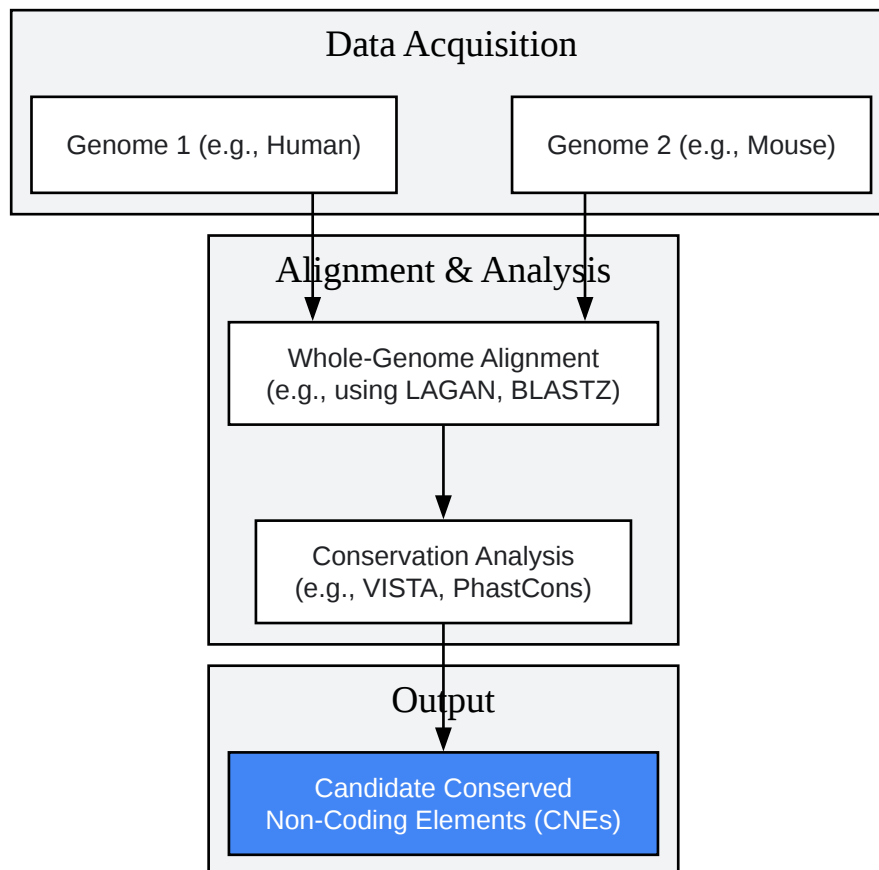 Data Acquisition
Genome 1 (e.g., Human)
Genome 2 (e.g., Mouse)
Alignment & Analysis
Whole-Genome Alignment
(e.g., using LAGAN, BLASTZ)
Conservation Analysis
(e.g., VISTA, PhastCons)
Output
Candidate Conserved
Non-Coding Elements (CNEs)